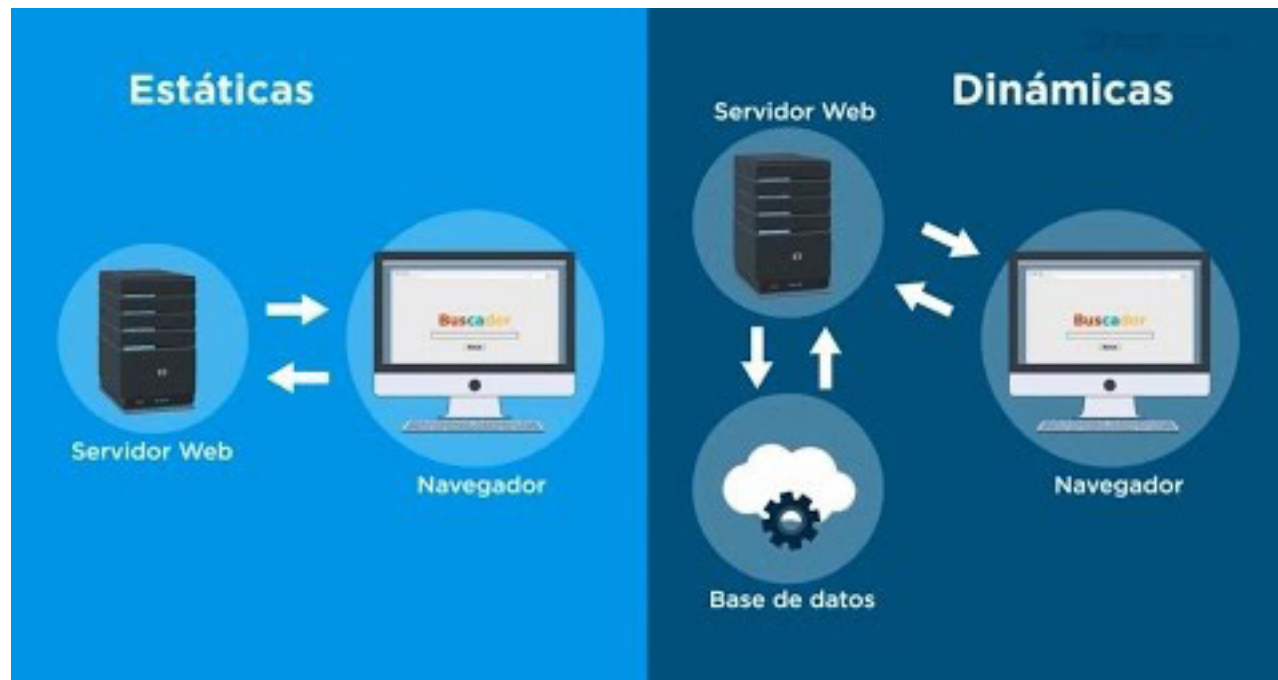 Estáticas
Servidor Web
Buscador
Navegador
Dinámicas
Servidor Web
Buscador
Navegador
Base de datos